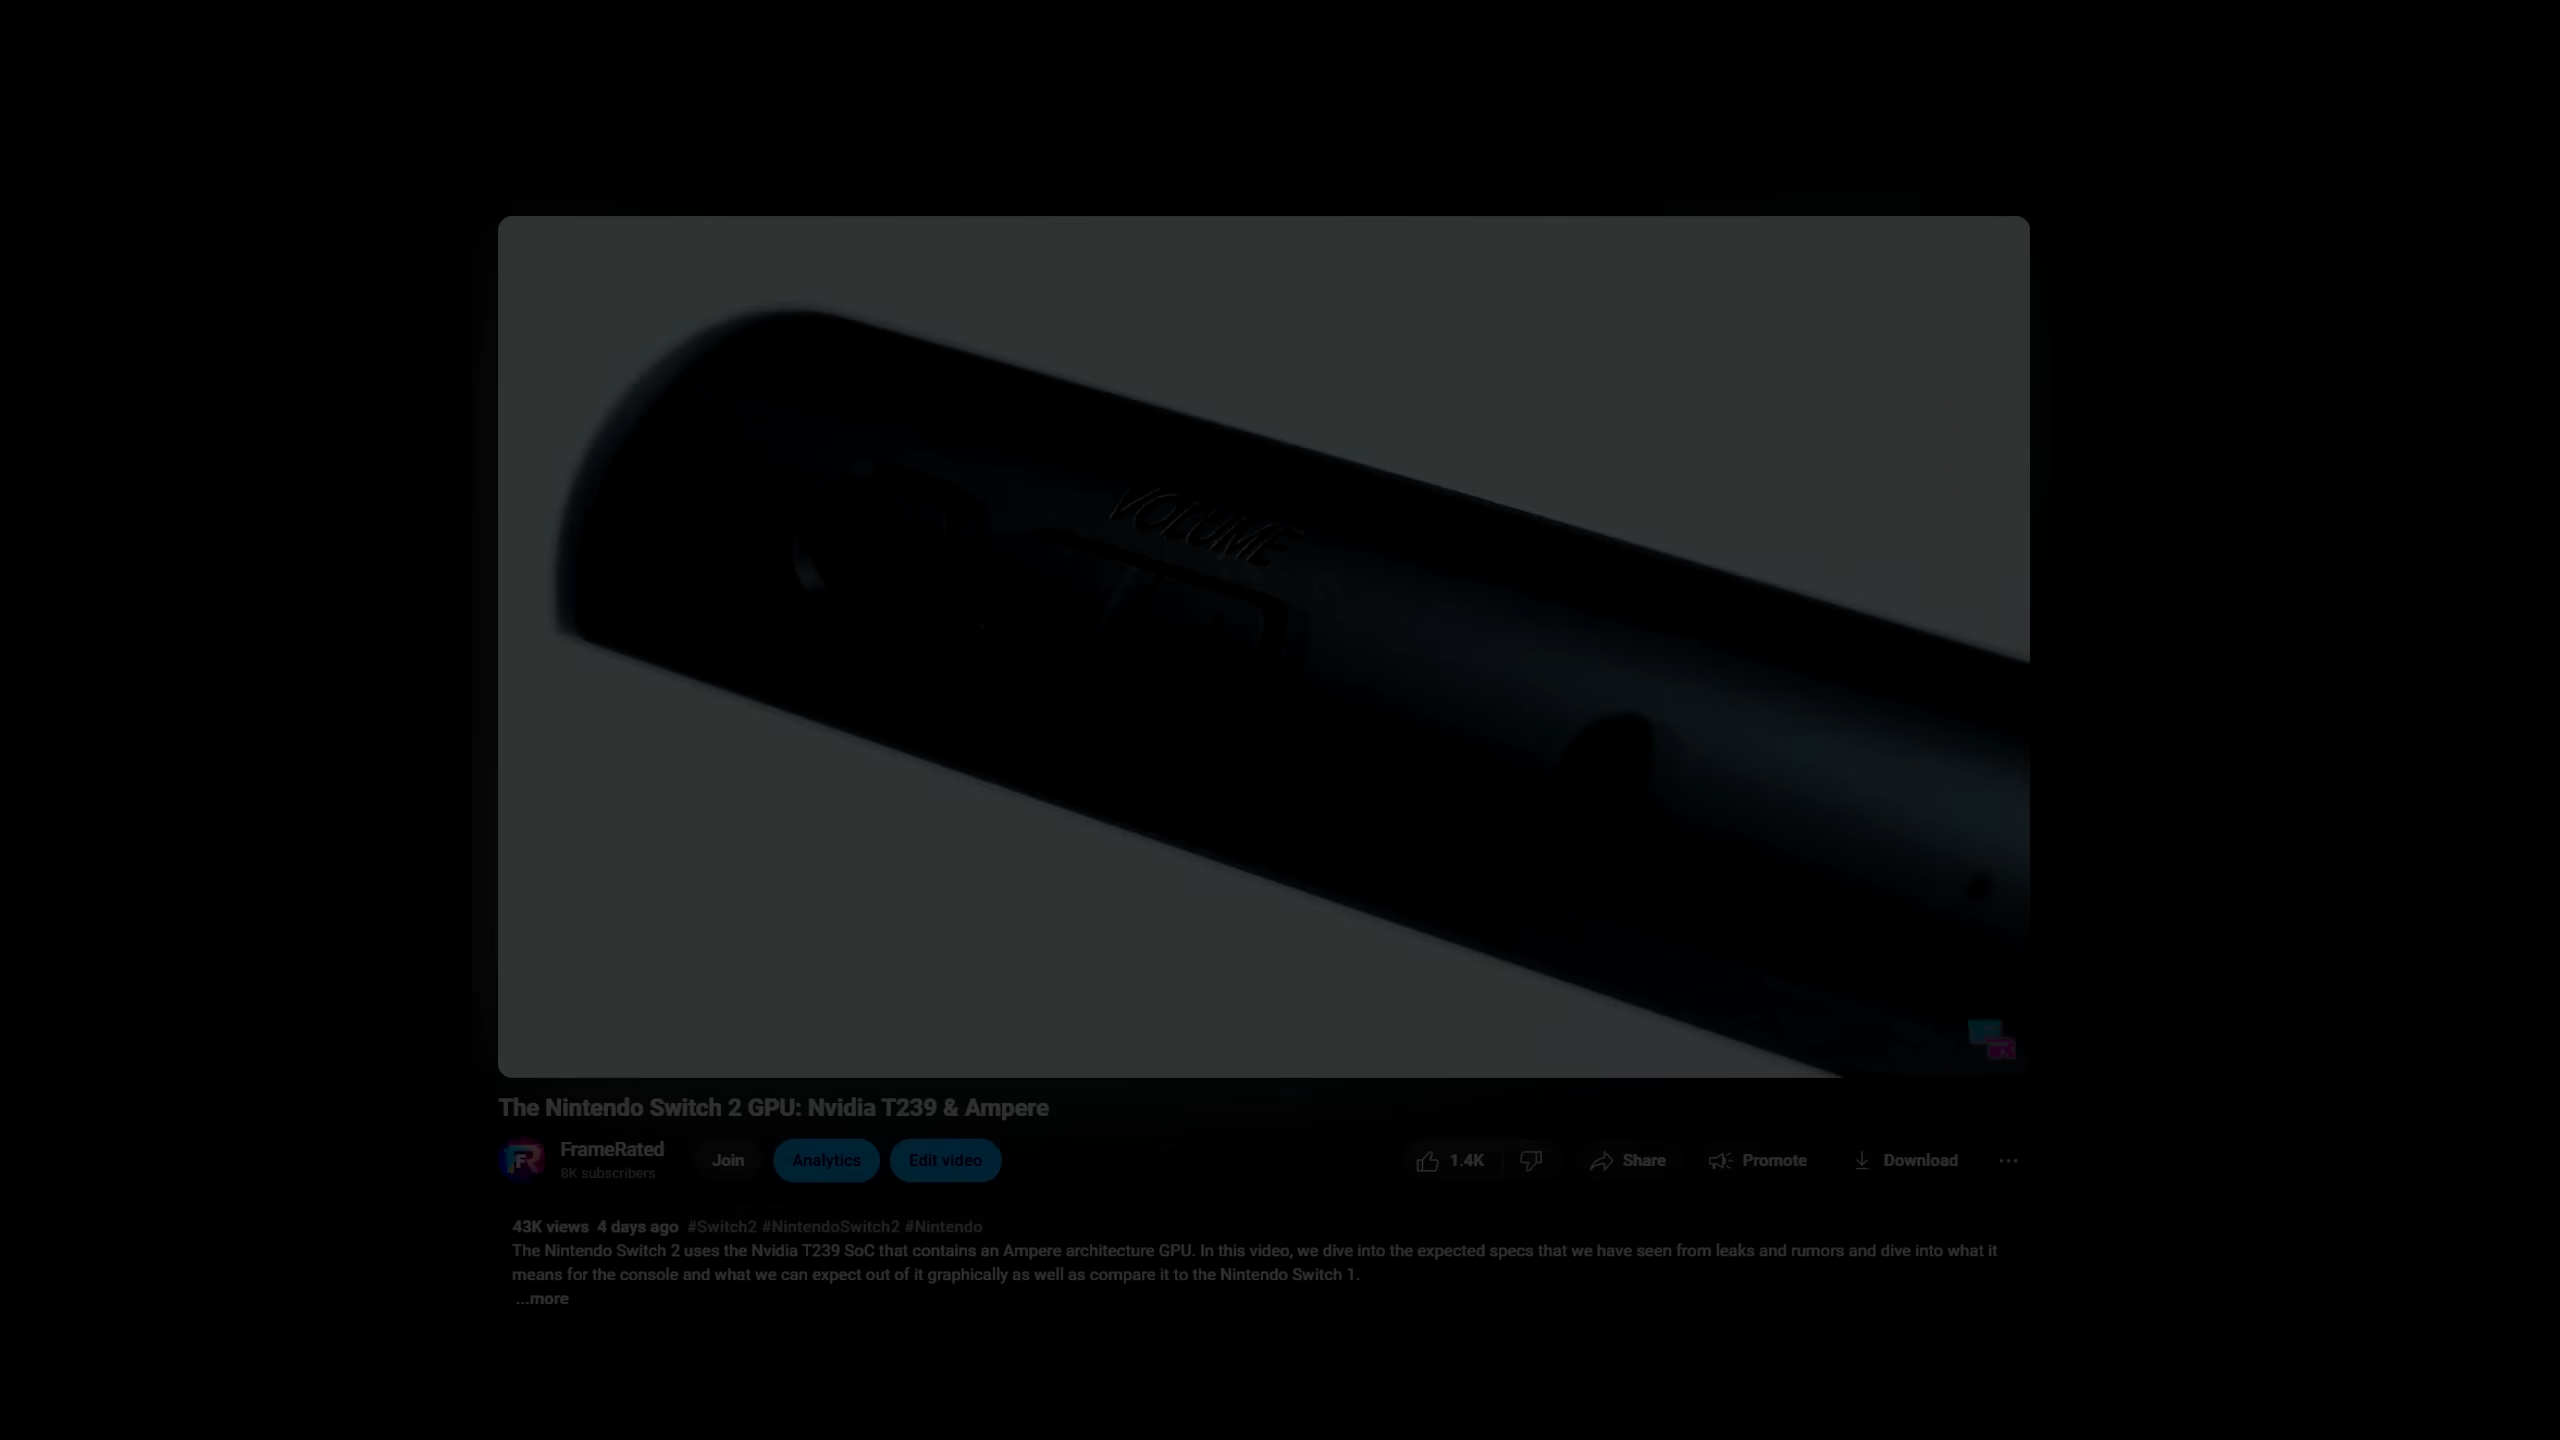 VOLUME
The Nintendo Switch 2 GPU: Nvidia T239 & Ampere
FrameRated
8K subscribers
Join
Analytics
Edit video
1.4K
Share
Promote
Download
43K views 4 days ago #Switch2 #NintendoSwitch2 #Nintendo
The Nintendo Switch 2 uses the Nvidia T239 SoC that contains an Ampere architecture GPU. In this video, we dive into the expected specs that we have seen from leaks and rumors and dive into what it
means for the console and what we can expect out of it graphically as well as compare it to the Nintendo Switch 1.
...more